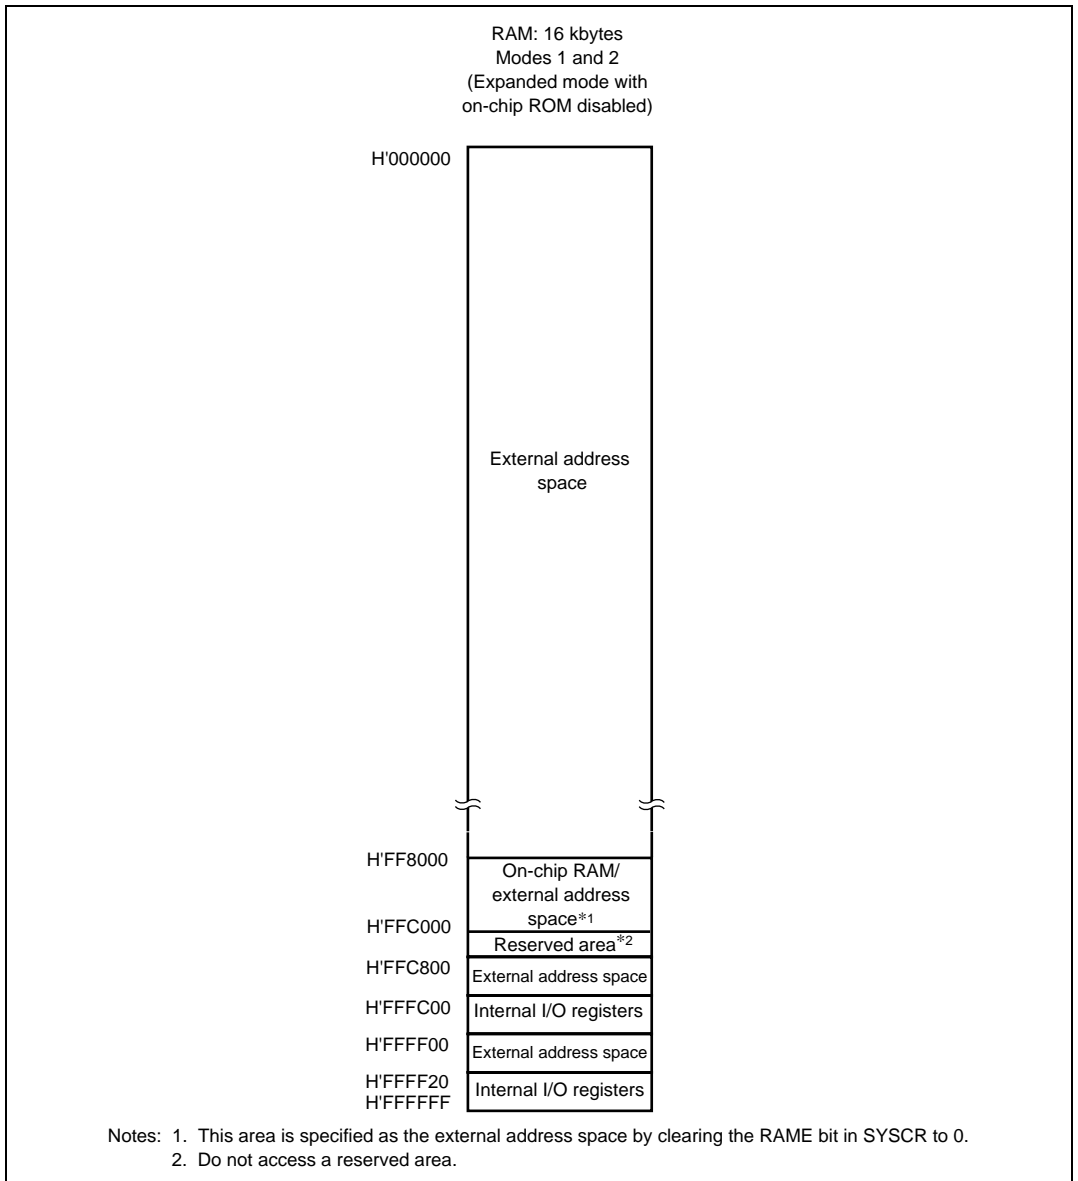 RAM: 16 kbytes
Modes 1 and 2
(Expanded mode with
on-chip ROM disabled)
H'000000
External address
space
H'FF8000
On-chip RAM/
external address
space*1
H'FFC000
Reserved area*2
H'FFC800
External address space
H'FFFC00
Internal I/O registers
H'FFFF00
External address space
H'FFFF20
Internal I/O registers
H'FFFFFF
Notes: 1. This area is specified as the external address space by clearing the RAME bit in SYSCR to 0.
2. Do not access a reserved area.